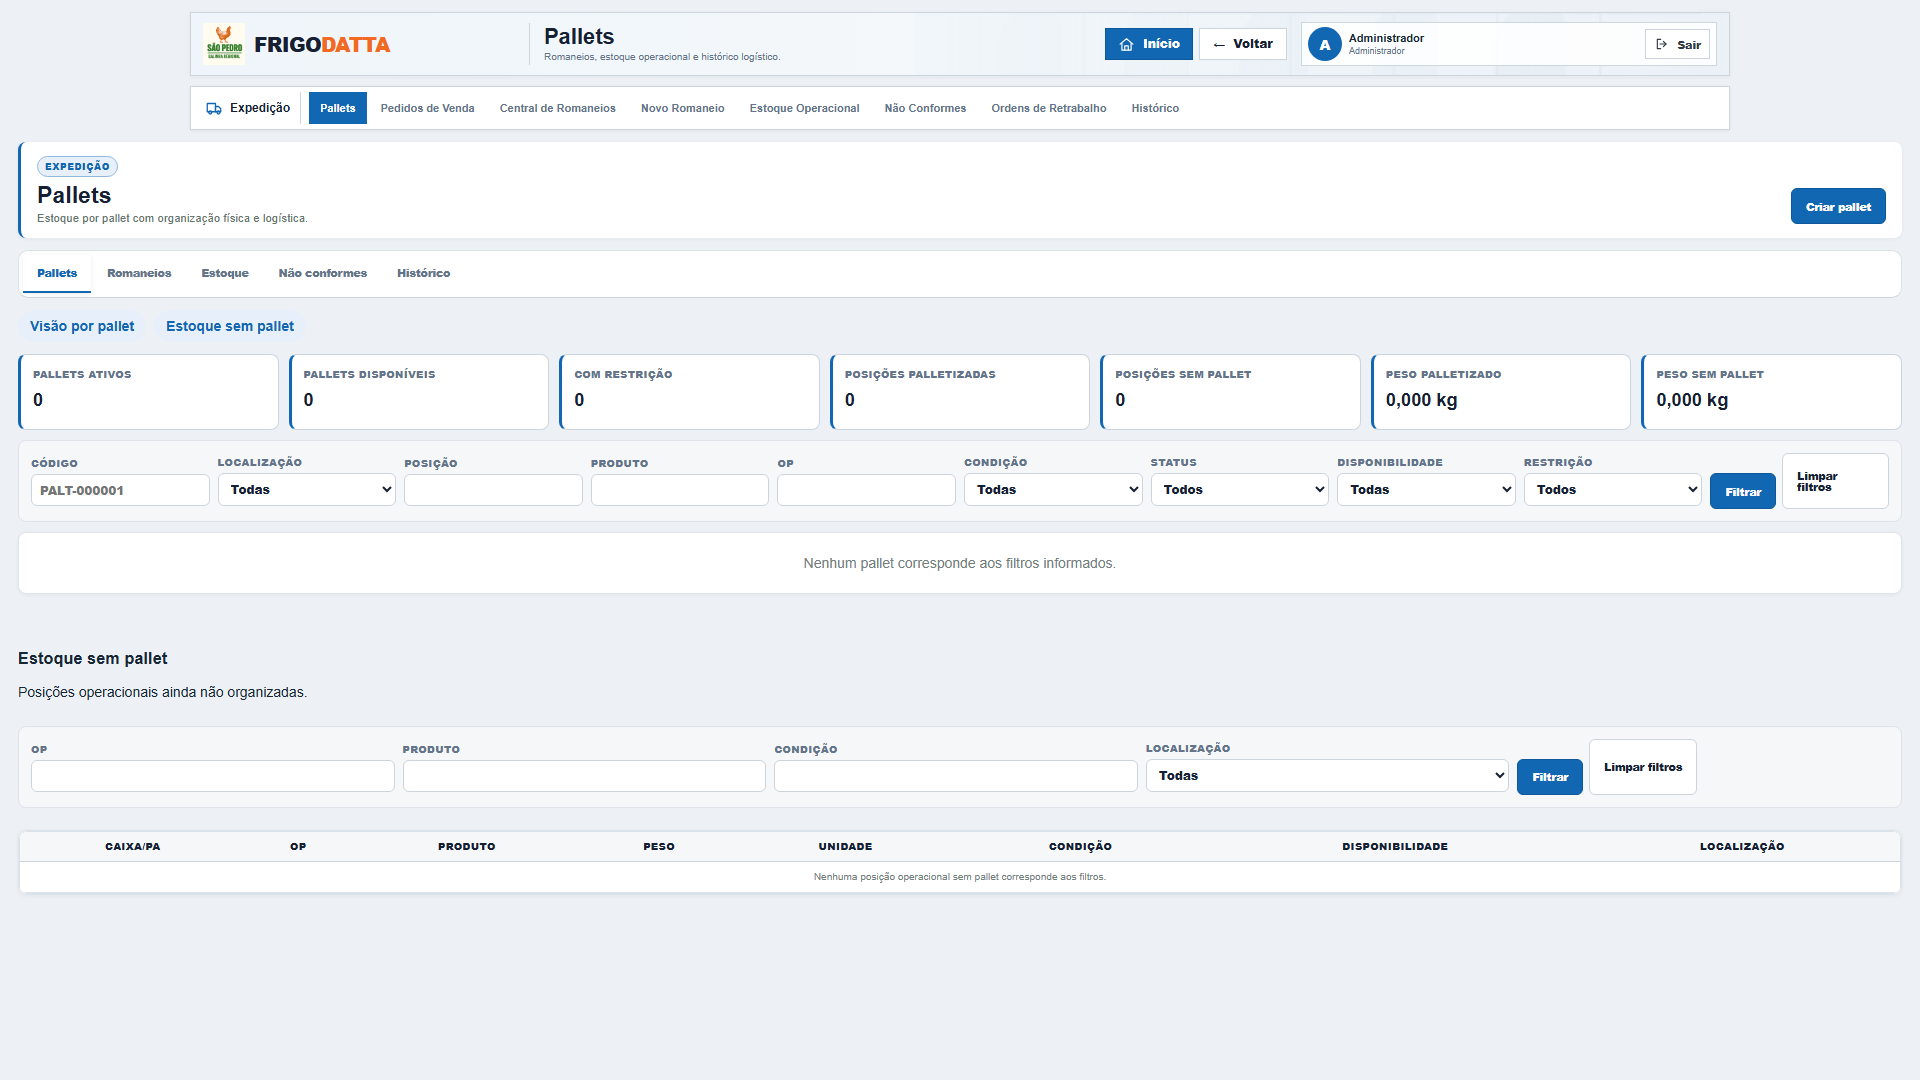 SÃO PEDRO
GALINHA REGIONAL
FRIGODATTA
Pallets
Romaneios, estoque operacional e histórico logístico.
Início
← Voltar
A
Administrador
Administrador
Sair
Expedição
Pallets
Pedidos de Venda
Central de Romaneios
Novo Romaneio
Estoque Operacional
Não Conformes
Ordens de Retrabalho
Histórico
EXPEDIÇÃO
Pallets
Estoque por pallet com organização física e logística.
Criar pallet
Pallets
Romaneios
Estoque
Não conformes
Histórico
Visão por pallet
Estoque sem pallet
PALLETS ATIVOS
0
PALLETS DISPONÍVEIS
0
COM RESTRIÇÃO
0
POSIÇÕES PALLETIZADAS
0
POSIÇÕES SEM PALLET
0
PESO PALLETIZADO
0,000 kg
PESO SEM PALLET
0,000 kg
CÓDIGO
PALT-000001
LOCALIZAÇÃO
Todas
POSIÇÃO
PRODUTO
OP
CONDIÇÃO
Todas
STATUS
Todos
DISPONIBILIDADE
Todas
RESTRIÇÃO
Todos
Filtrar
Limpar
filtros
Nenhum pallet corresponde aos filtros informados.
Estoque sem pallet
Posições operacionais ainda não organizadas.
OP
PRODUTO
CONDIÇÃO
LOCALIZAÇÃO
Todas
Filtrar
Limpar filtros
CAIXA/PA
OP
PRODUTO
PESO
UNIDADE
CONDIÇÃO
DISPONIBILIDADE
LOCALIZAÇÃO
Nenhuma posição operacional sem pallet corresponde aos filtros.